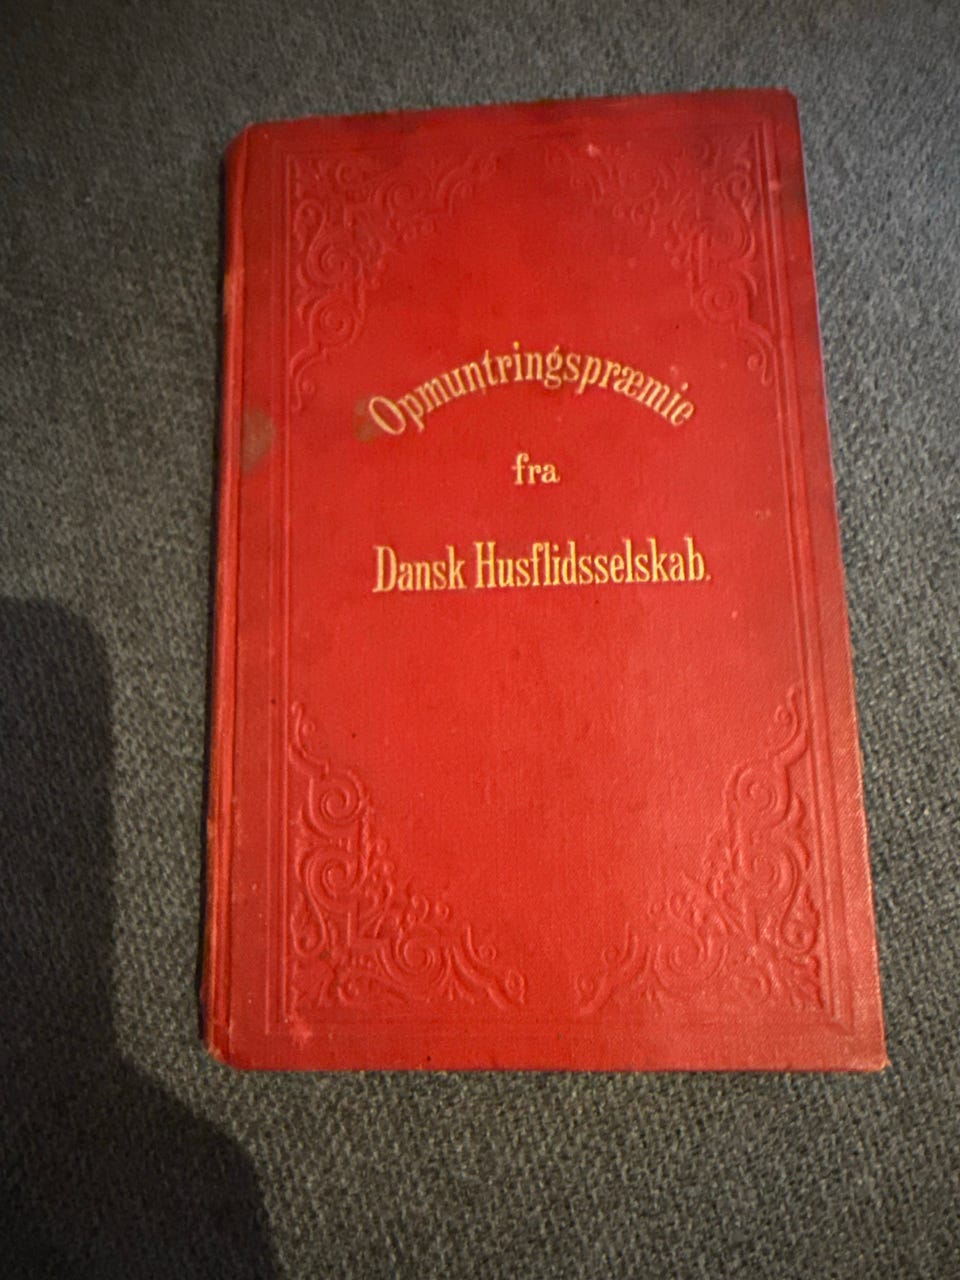 Opmuntringspræmie
fra
Dansk Husflidsselskab.